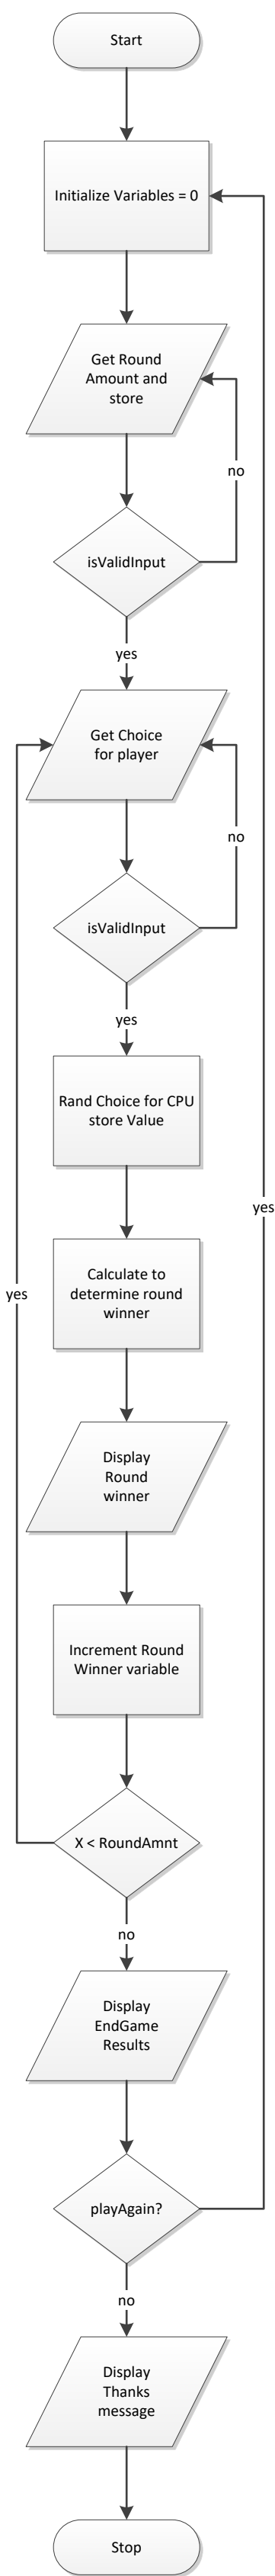 Start
Initialize Variables = 0
Get Round
Amount and
store
no
isValidInput
yes
Get Choice
for player
no
isValidInput
yes
Rand Choice for CPU
store Value
yes
Calculate to
determine round
winner
yes
Display
Round
winner
Increment Round
Winner variable
X < RoundAmnt
no
Display
EndGame
Results
playAgain?
no
Display
Thanks
message
Stop